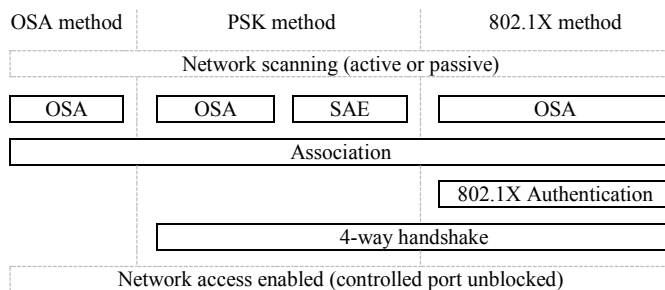 OSA method PSK method 802.1X method
Network scanning (active or passive)
OSA OSA SAE OSA
Association
802.1X Authentication
4-way handshake
Network access enabled (controlled port unblocked)